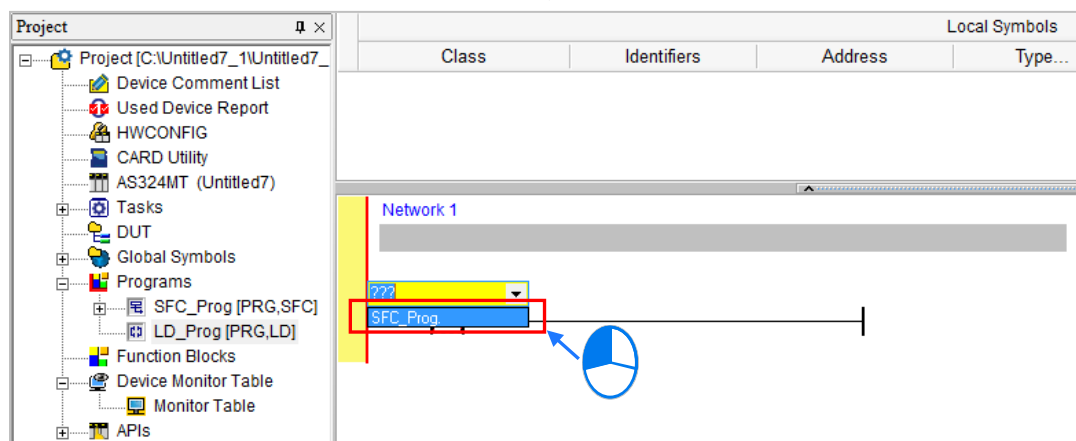 Project
Project [C:\Untitled7_1\Untitled7_
Device Comment List
Used Device Report
HWCONFIG
CARD Utility
AS324MT (Untitled7)
Tasks
DUT
Global Symbols
Programs
SFC_Prog [PRG,SFC]
LD_Prog [PRG,LD]
Function Blocks
Device Monitor Table
Monitor Table
APIs
Local Symbols
Class Identifiers Address Type...
Network 1
???
SFC_Prog.